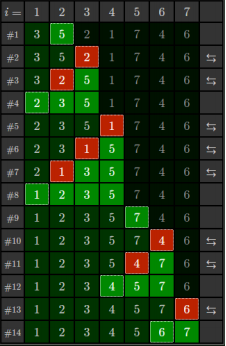 i = 1 2 3 4 5 6 7
#1 3 5 2 1 7 4 6
#2 3 5 2 1 7 4 6 ⇆
#3 3 2 5 1 7 4 6 ⇆
#4 2 3 5 1 7 4 6
#5 2 3 5 1 7 4 6 ⇆
#6 2 3 1 5 7 4 6 ⇆
#7 2 1 3 5 7 4 6 ⇆
#8 1 2 3 5 7 4 6
#9 1 2 3 5 7 4 6
#10 1 2 3 5 7 4 6 ⇆
#11 1 2 3 5 4 7 6 ⇆
#12 1 2 3 4 5 7 6
#13 1 2 3 4 5 7 6 ⇆
#14 1 2 3 4 5 6 7